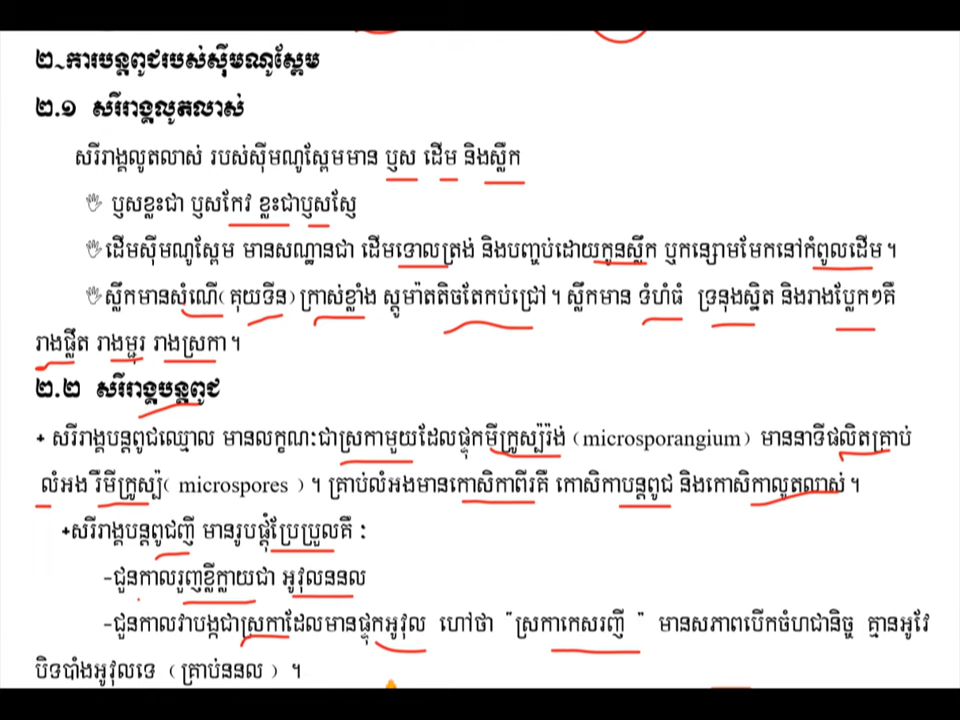 ២~ការបន្តពូជរបស់ស៊ីមណូស្ពែម
២.១ សរីរាង្គលូតលាស់
សរីរាង្គលូតលាស់ របស់ស៊ីមណូស្ពែមមាន ឫស ដើម និងស្លឹក
ឫសខ្លះជា ឫសកែវ ខ្លះជាឫសស្ញែ
ដើមស៊ីមណូស្ពែម មានសណ្ឋានជា ដើមទោលត្រង់ និងបញ្ចប់ដោយកូនស្លឹក ឬកន្សោមមែកនៅកំពូលដើម។
ស្លឹកមានសំណើ(គុយទីន) ក្រាស់ខ្លាំង ស្តូម៉ាតតិចតែកប់ជ្រៅ។ ស្លឹកមាន ទំហំធំ ទ្រនុងស្និត និងរាងប្លែកៗគឺ
រាងផ្លឹត រាងម្ជុរ រាងស្រកា។
២.២ សរីរាង្គបន្តពូជ
+ សរីរាង្គបន្តពូជឈ្មោល មានលក្ខណៈជាស្រកាមួយដែលផ្ទុកមីក្រូស្ប៉រ៉ង់ (microsporangium) មាននាទីផលិតគ្រាប់
លំអង រឺមីក្រូស្ប៉( microspores )។ គ្រាប់លំអងមានកោសិកាពីរគឺ កោសិកាបន្តពូជ និងកោសិកាលូតលាស់។
+សរីរាង្គបន្តពូជញី មានរូបផ្តុំប្រែប្រួលគឺ ៖
-ជួនកាលរួញខ្លីក្លាយជា អូវុលននល
-ជួនកាលវាបង្កជាស្រកាដែលមានផ្ទុកអូវុល ហៅថា "ស្រកាកេសរញី " មានសភាពបើកចំហជានិច្ច គ្មានអូវែ
បិទបាំងអូវុលទេ (គ្រាប់ននល) ។